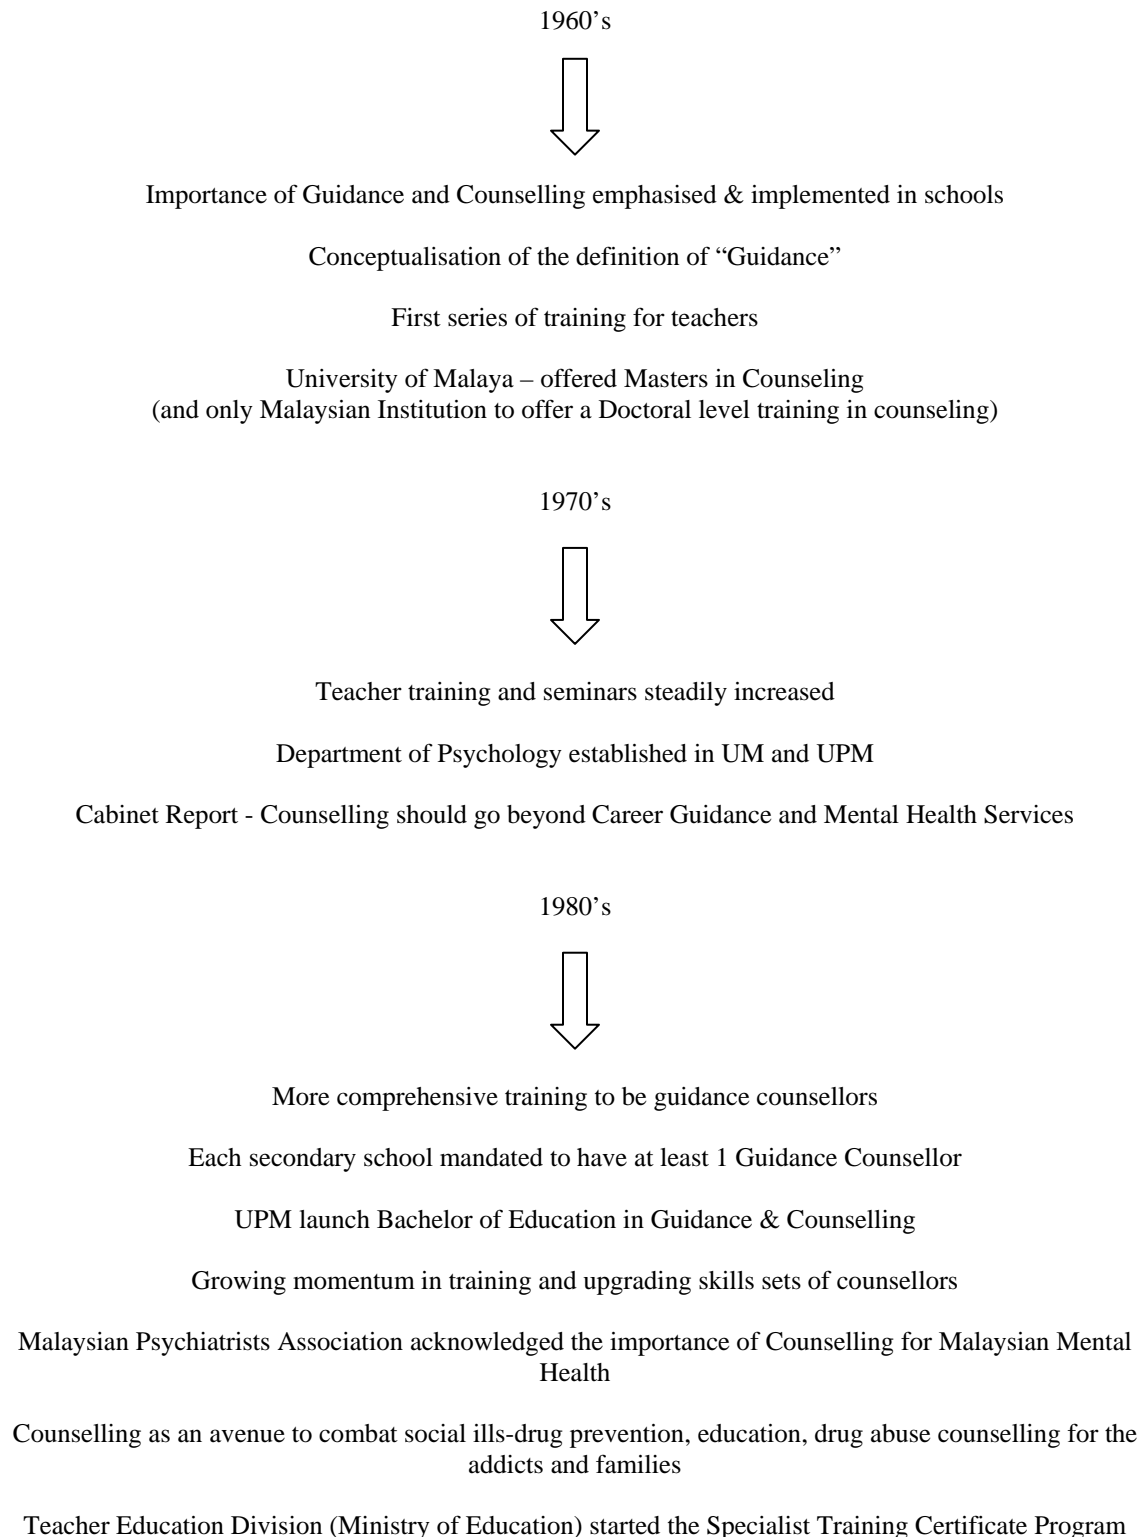 1960’s
Importance of Guidance and Counselling emphasised & implemented in schools
Conceptualisation of the definition of “Guidance”
First series of training for teachers
University of Malaya – offered Masters in Counseling
(and only Malaysian Institution to offer a Doctoral level training in counseling)
1970’s
Teacher training and seminars steadily increased
Department of Psychology established in UM and UPM
Cabinet Report - Counselling should go beyond Career Guidance and Mental Health Services
1980’s
More comprehensive training to be guidance counsellors
Each secondary school mandated to have at least 1 Guidance Counsellor
UPM launch Bachelor of Education in Guidance & Counselling
Growing momentum in training and upgrading skills sets of counsellors
Malaysian Psychiatrists Association acknowledged the importance of Counselling for Malaysian Mental
Health
Counselling as an avenue to combat social ills-drug prevention, education, drug abuse counselling for the
addicts and families
Teacher Education Division (Ministry of Education) started the Specialist Training Certificate Program